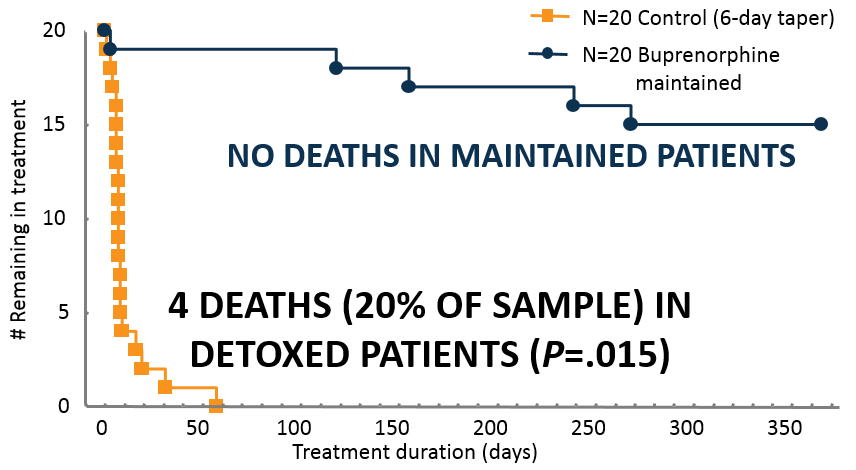 N=20 Control (6-day taper)
N=20 Buprenorphine
maintained
20
15
10
5
0
# Remaining in treatment
NO DEATHS IN MAINTAINED PATIENTS
4 DEATHS (20% OF SAMPLE) IN
DETOXED PATIENTS (P=.015)
0 50 100 150 200 250 300 350
Treatment duration (days)